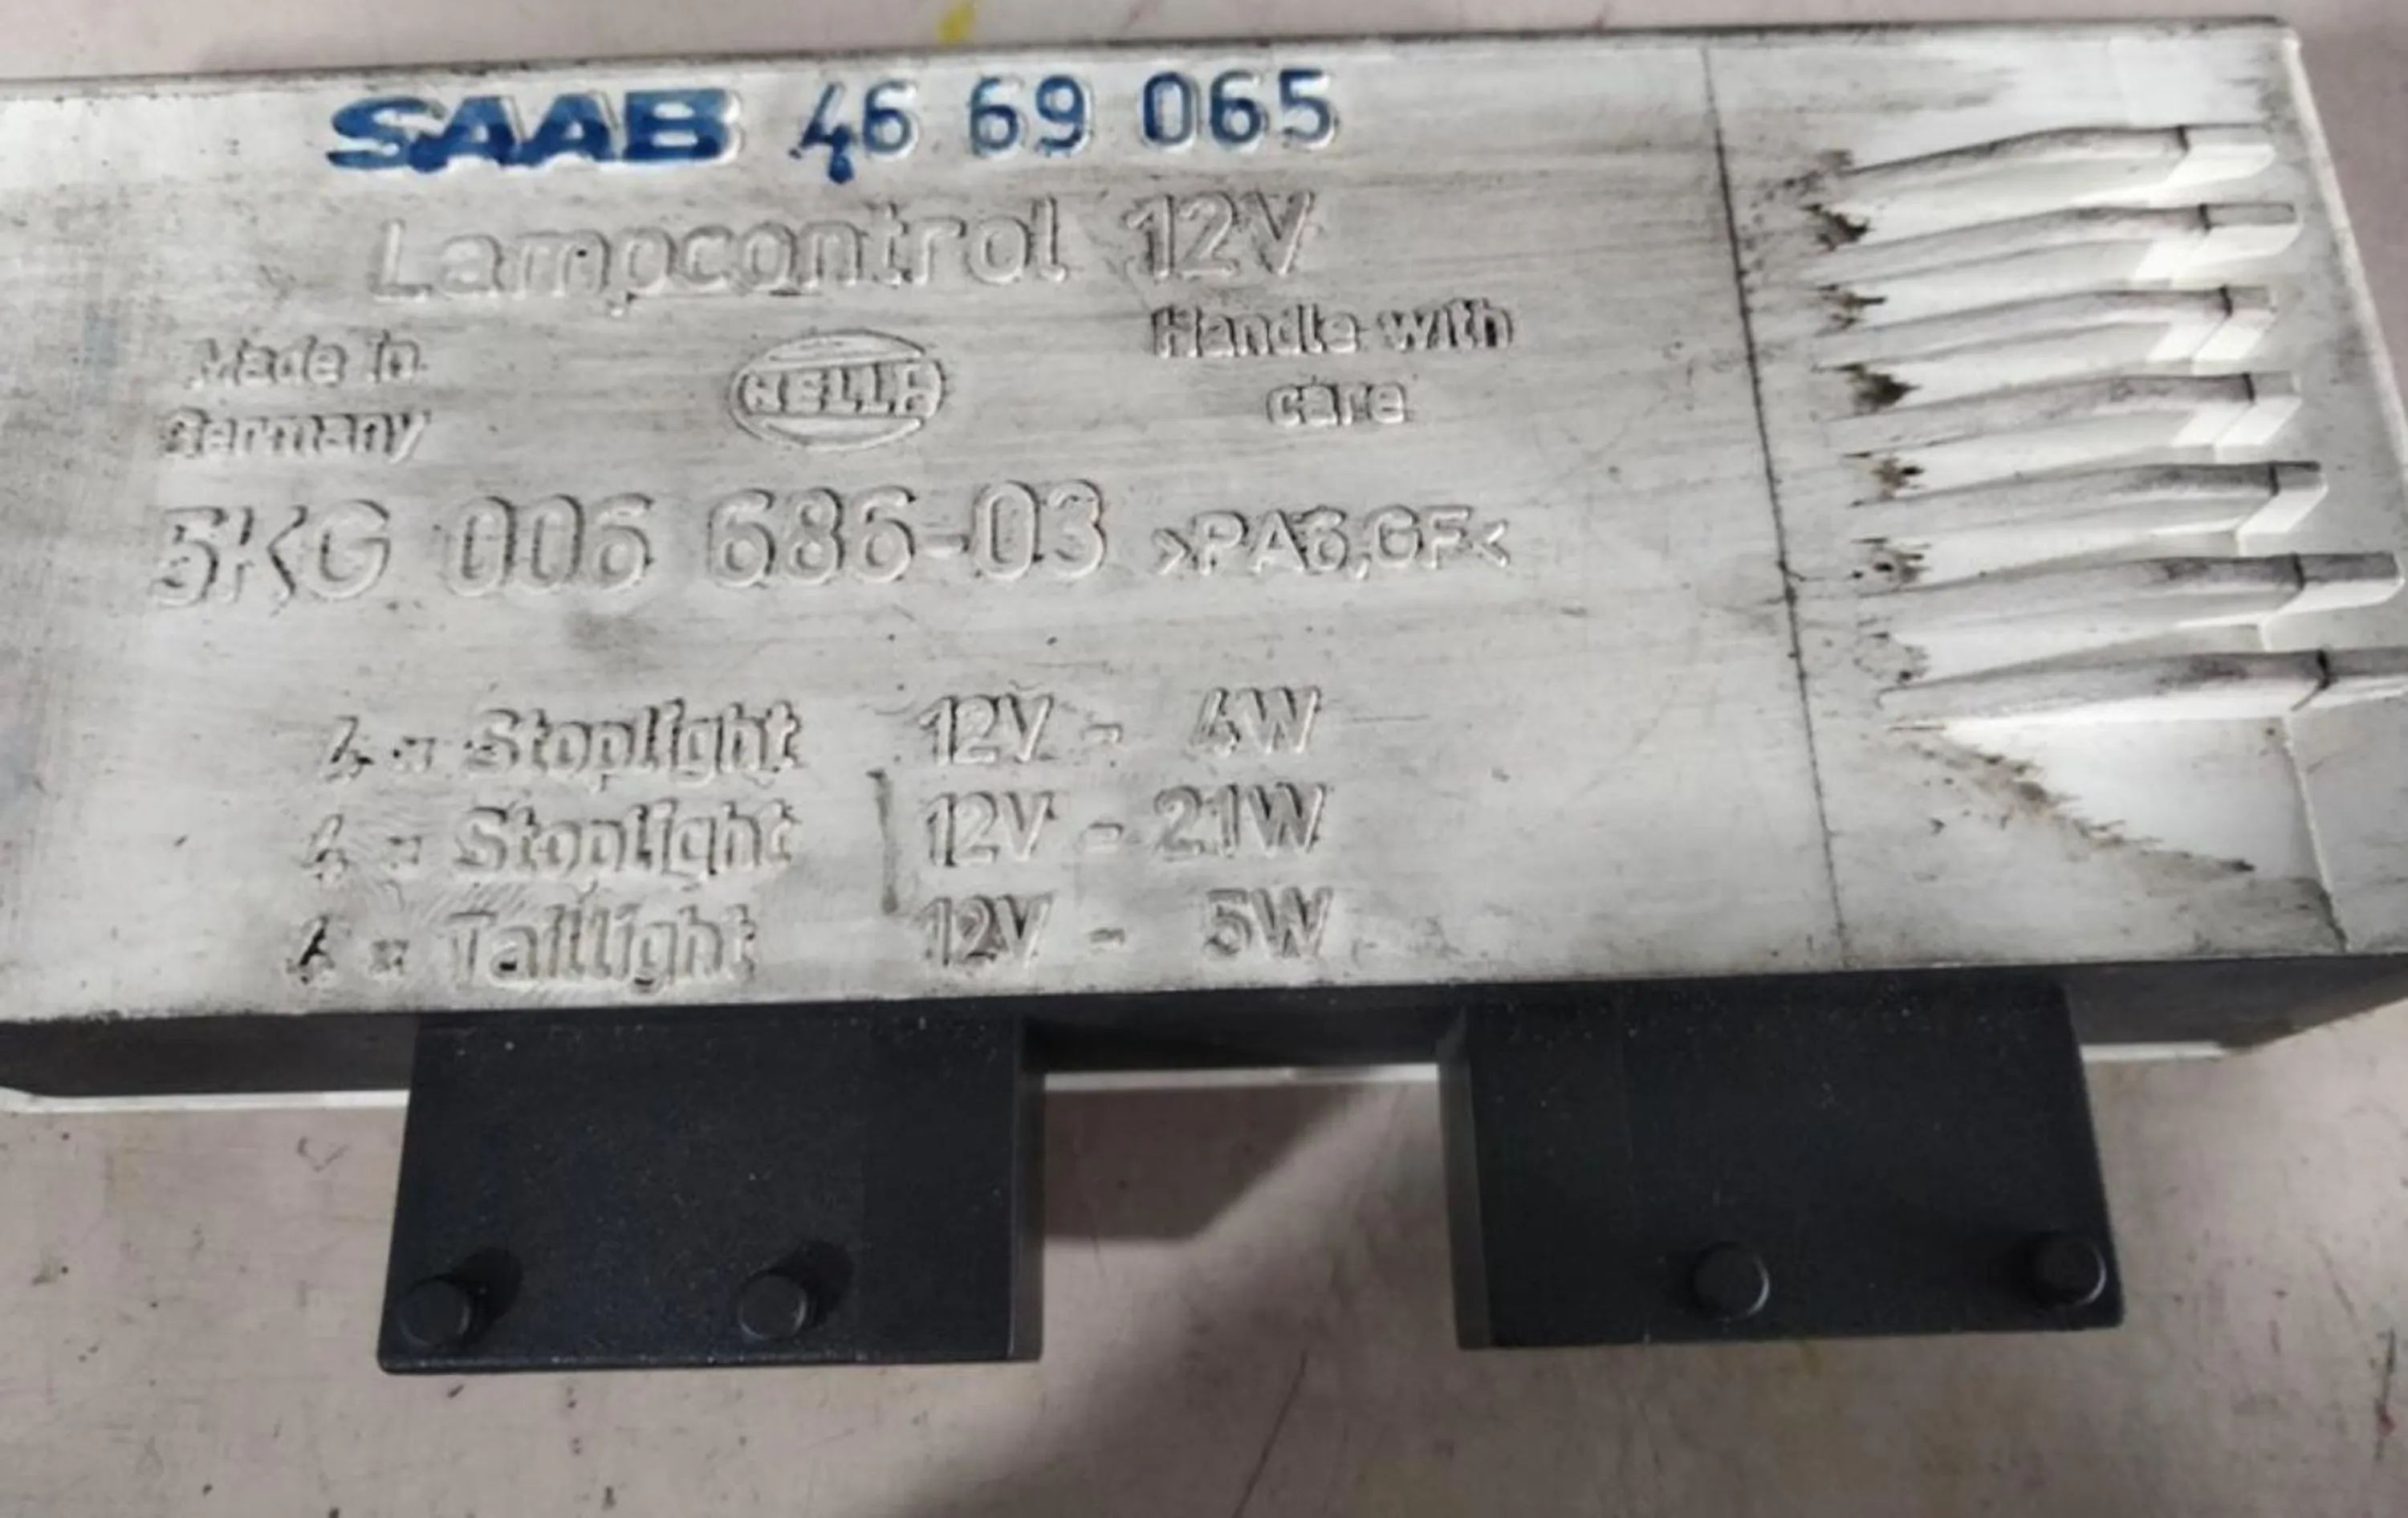 SAAB 46 69 065
Lampcontrol 12V
Made in
Germany
HELLA
Handle with
care
5KG 006 686-03 >PA6,GF<
4 = Stoplight 12V - 4W
4 = Stoplight 12V - 21W
4 = Taillight 12V - 5W